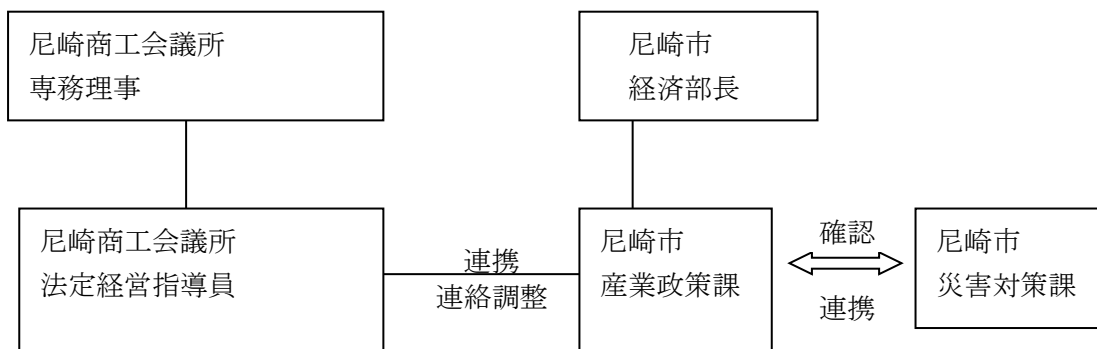 尼崎商工会議所
専務理事
尼崎市
経済部長
尼崎商工会議所
法定経営指導員
連携
連絡調整
尼崎市
産業政策課
確認
連携
尼崎市
災害対策課